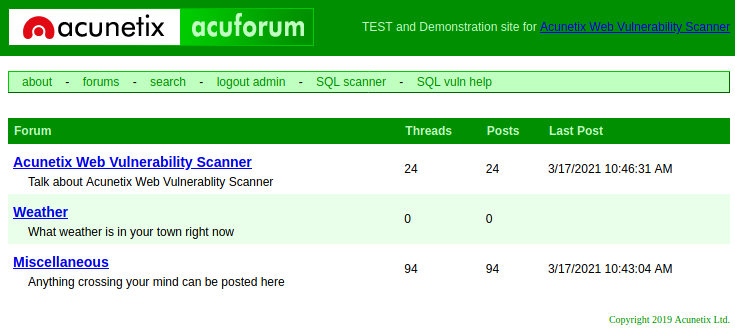 acunetix acuforum TEST and Demonstration site for Acunetix Web Vulnerability Scanner
about - forums - search - logout admin - SQL scanner - SQL vuln help
Forum Threads Posts Last Post
Acunetix Web Vulnerability Scanner 24 24 3/17/2021 10:46:31 AM
Talk about Acunetix Web Vulnerablity Scanner
Weather 0 0
What weather is in your town right now
Miscellaneous 94 94 3/17/2021 10:43:04 AM
Anything crossing your mind can be posted here
Copyright 2019 Acunetix Ltd.